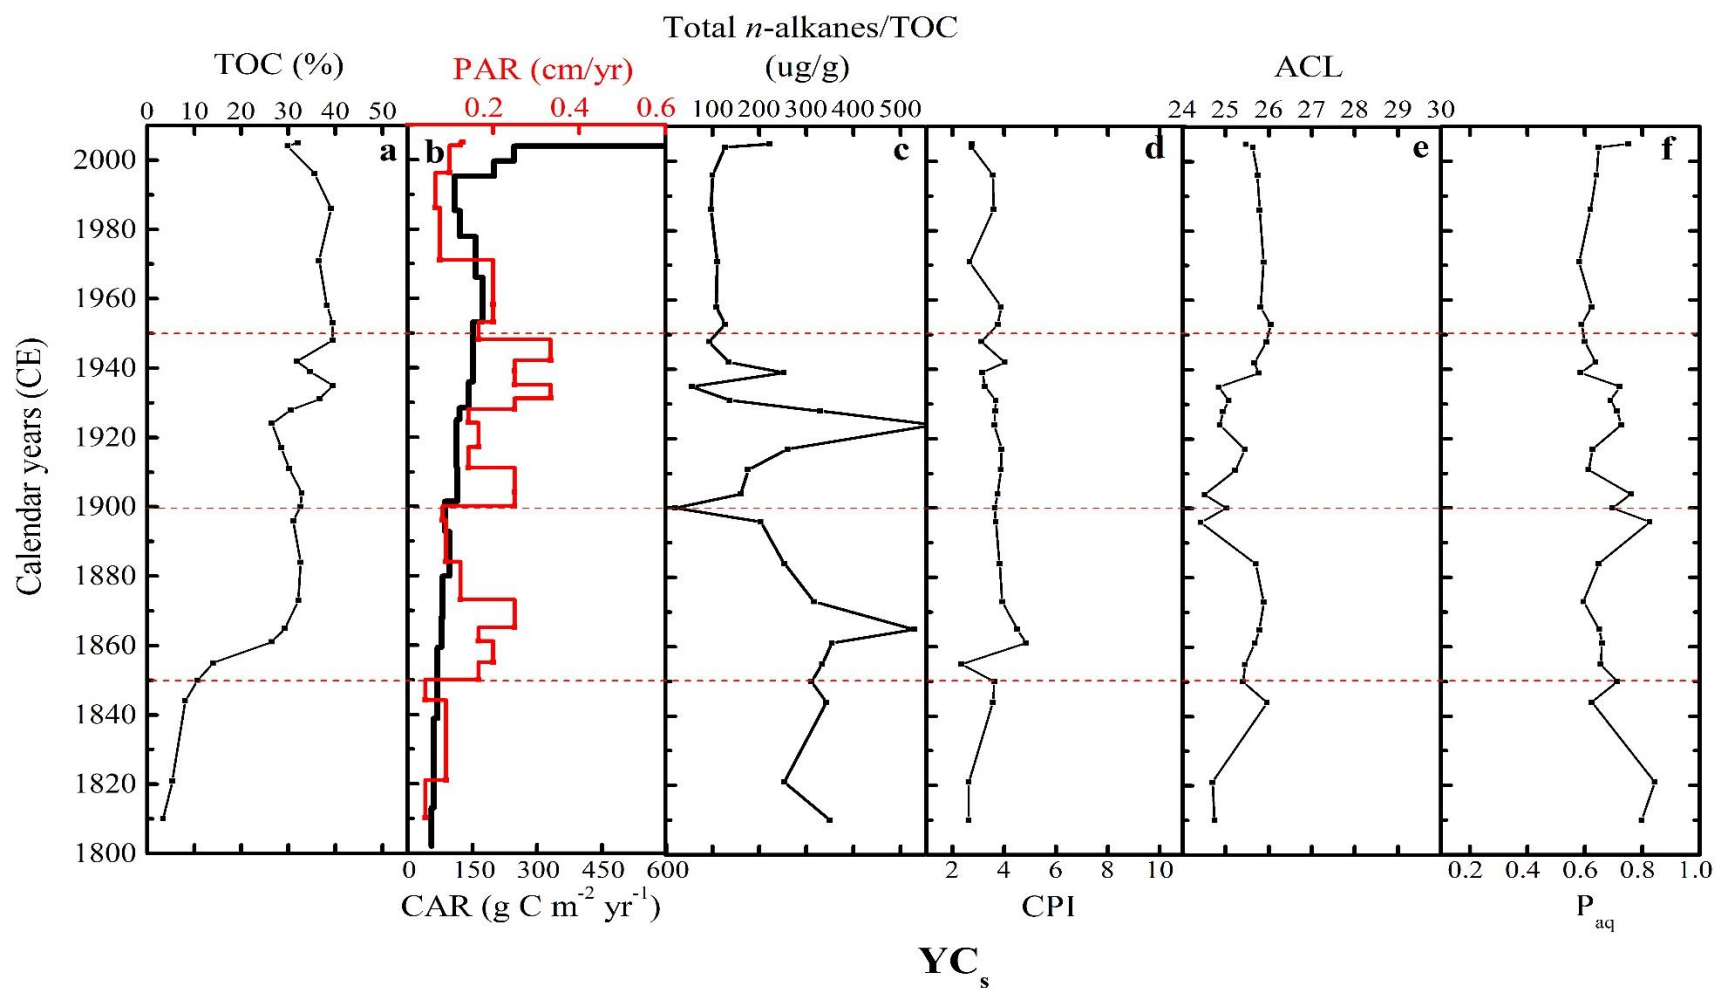 Total n-alkanes/TOC
TOC (%) PAR (cm/yr) (ug/g) ACL
0 10 20 30 40 50 0.2 0.4 0.6 100 200 300 400 500 24 25 26 27 28 29 30
a b c d e f
2000
1980
1960
1940
1920
1900
1880
1860
1840
1820
1800
Calendar years (CE)
0 150 300 450 600 2 4 6 8 10 0.2 0.4 0.6 0.8 1.0
CAR (g C m⁻² yr⁻¹) CPI Paq
YCs